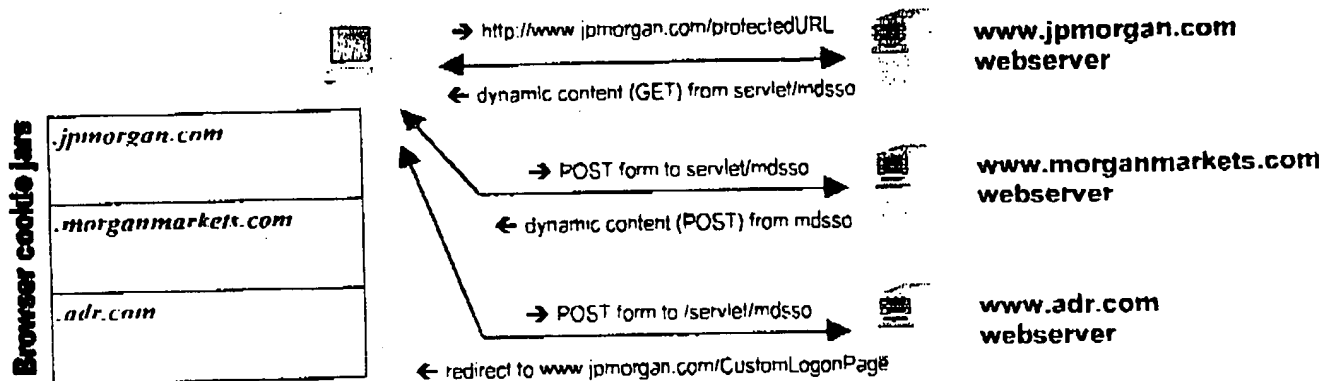 → http://www jpmorgan.com/protectedURL
www.jpmorgan.com
webserver
← dynamic content (GET) from servlet/mdsso
Browser cookie jars
.jpmorgan.com
→ POST form to servlet/mdsso
www.morganmarkets.com
webserver
.morganmarkets.com
← dynamic content (POST) from mdsso
.adr.com
→ POST form to /servlet/mdsso
www.adr.com
webserver
← redirect to www jpmorgan.com/CustomLogonPage